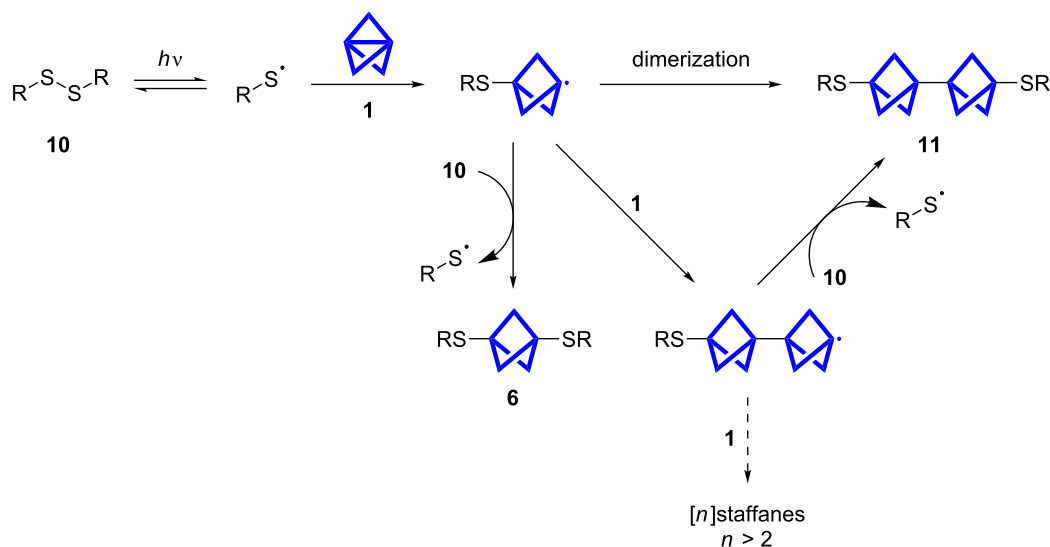 hν
dimerization
R S S R
R S•
RS •
RS SR
10
1
11
10
1
R S•
R S•
10
RS SR
RS •
6
1
[n]staffanes
n > 2